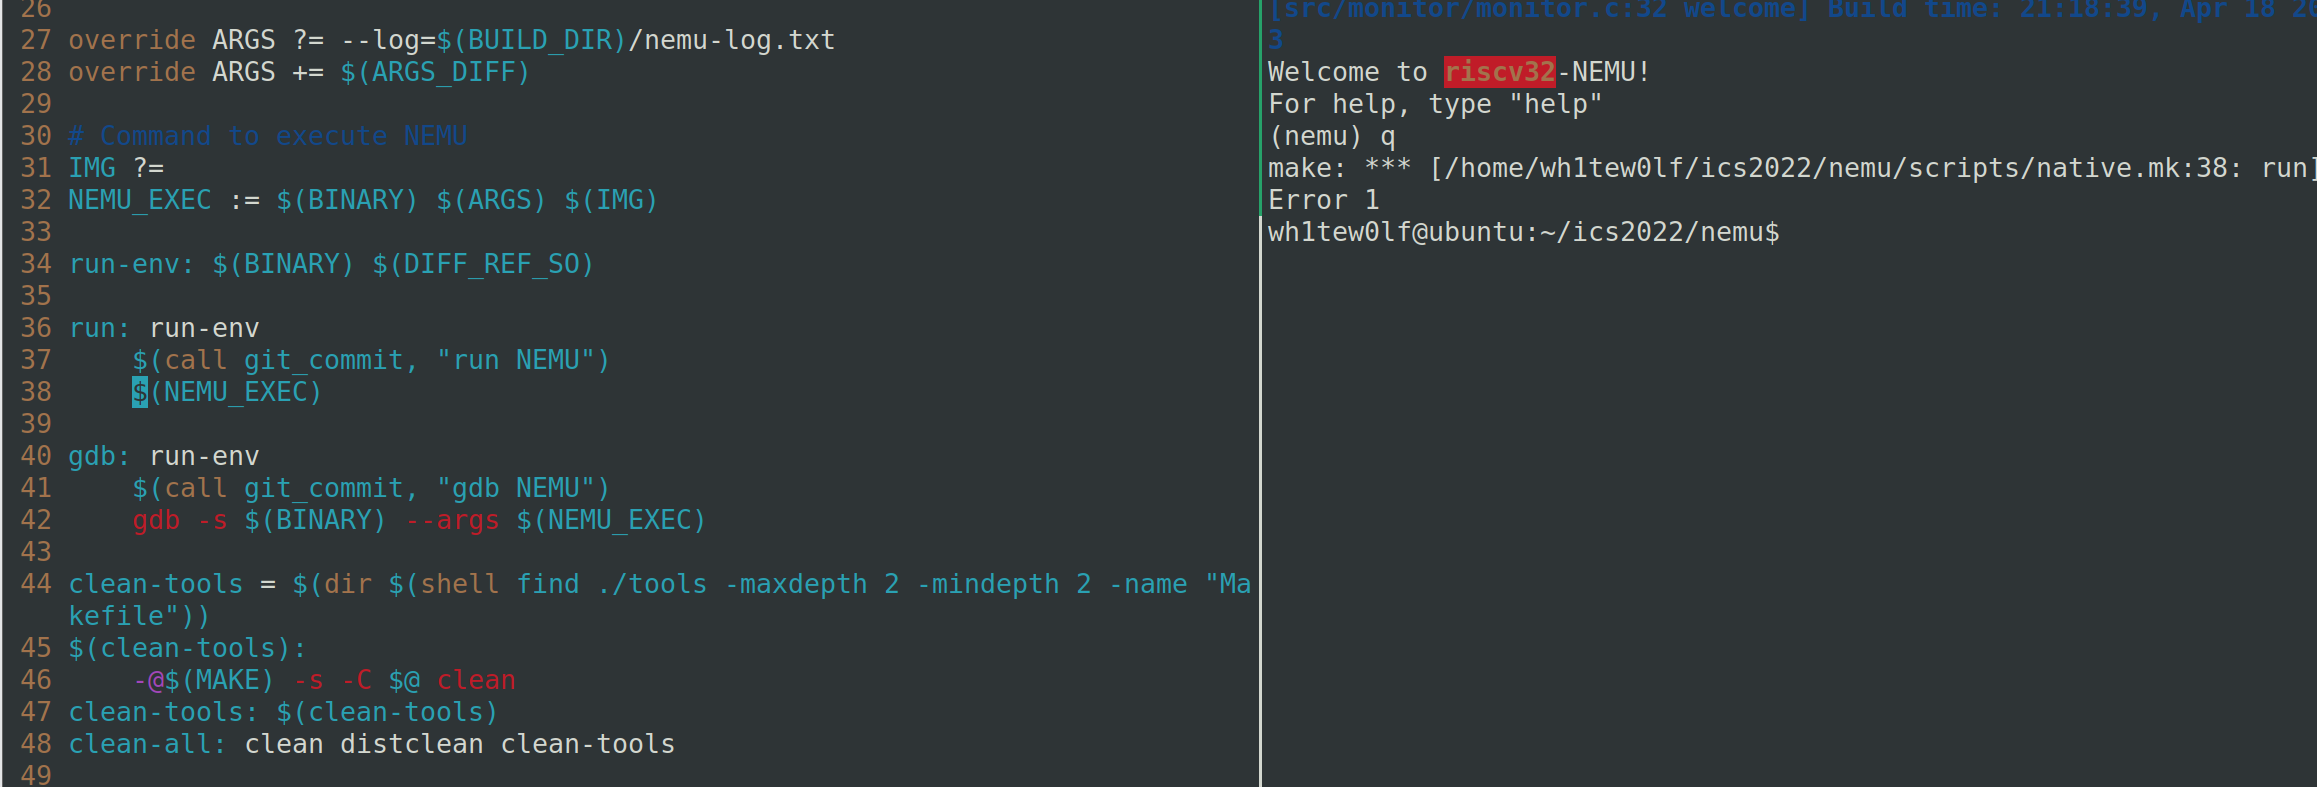 26
27 override ARGS ?= --log=$(BUILD_DIR)/nemu-log.txt
28 override ARGS += $(ARGS_DIFF)
29
30 # Command to execute NEMU
31 IMG ?=
32 NEMU_EXEC := $(BINARY) $(ARGS) $(IMG)
33
34 run-env: $(BINARY) $(DIFF_REF_SO)
35
36 run: run-env
37     $(call git_commit, "run NEMU")
38     $(NEMU_EXEC)
39
40 gdb: run-env
41     $(call git_commit, "gdb NEMU")
42     gdb -s $(BINARY) --args $(NEMU_EXEC)
43
44 clean-tools = $(dir $(shell find ./tools -maxdepth 2 -mindepth 2 -name "Ma
kefile"))
45 $(clean-tools):
46     -@$(MAKE) -s -C $@ clean
47 clean-tools: $(clean-tools)
48 clean-all: clean distclean clean-tools
49
[src/monitor/monitor.c:32 welcome] Build time: 21:18:39, Apr 18 20
3
Welcome to riscv32-NEMU!
For help, type "help"
(nemu) q
make: *** [/home/wh1tew0lf/ics2022/nemu/scripts/native.mk:38: run]
Error 1
wh1tew0lf@ubuntu:~/ics2022/nemu$